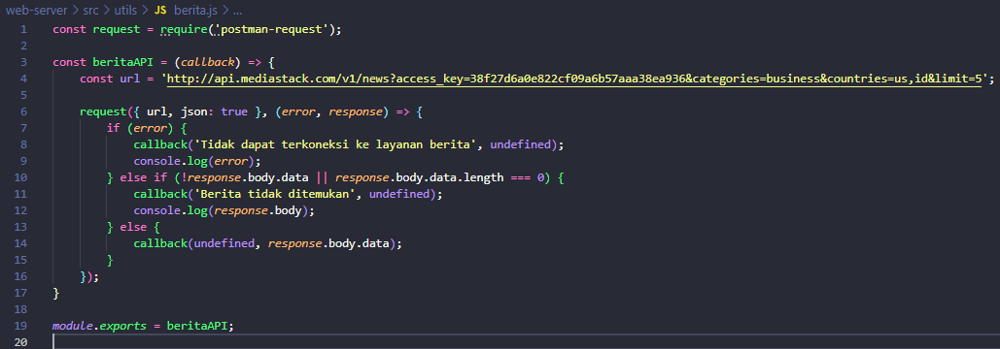 web-server > src > utils > JS berita.js > ...
1 const request = require('postman-request');
2
3 const beritaAPI = (callback) => {
4     const url = 'http://api.mediastack.com/v1/news?access_key=38f27d6a0e822cf09a6b57aaa38ea936&categories=business&countries=us,id&limit=5';
5
6     request({ url, json: true }, (error, response) => {
7         if (error) {
8             callback('Tidak dapat terkoneksi ke layanan berita', undefined);
9             console.log(error);
10         } else if (!response.body.data || response.body.data.length === 0) {
11             callback('Berita tidak ditemukan', undefined);
12             console.log(response.body);
13         } else {
14             callback(undefined, response.body.data);
15         }
16     });
17 }
18
19 module.exports = beritaAPI;
20